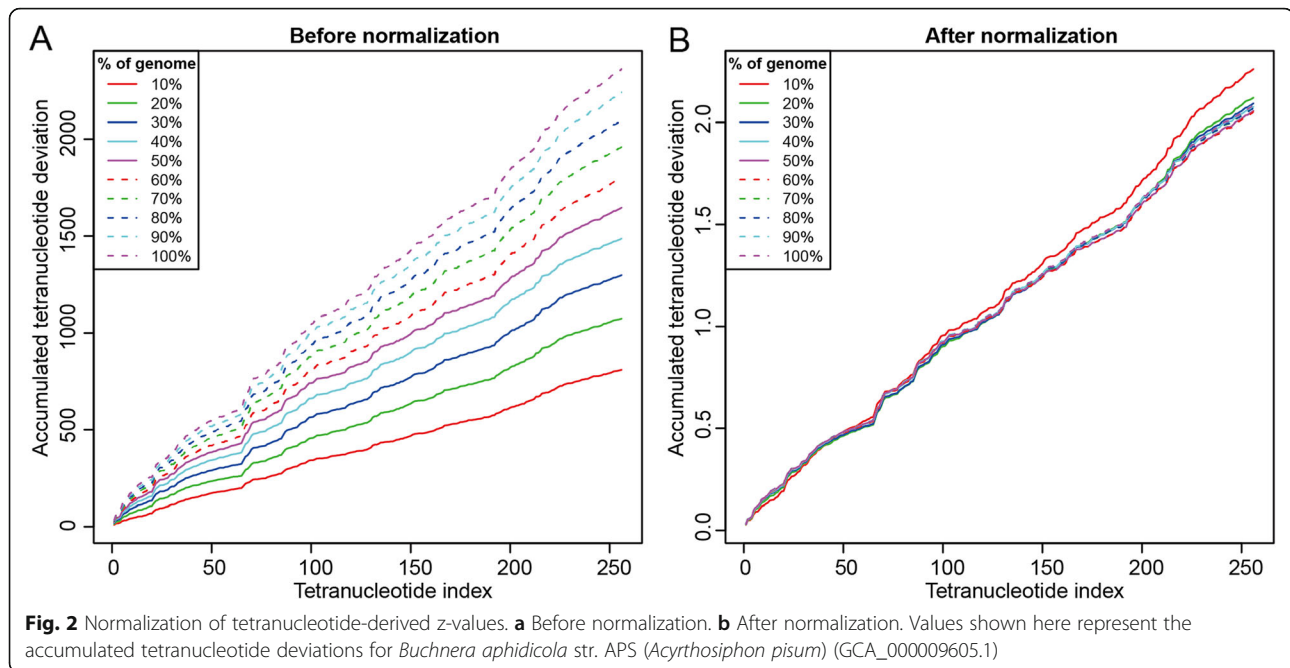 A
Before normalization
% of genome
10%
20%
30%
40%
50%
60%
70%
80%
90%
100%
Accumulated tetranucleotide deviation
0
500
1000
1500
2000
0 50 100 150 200 250
Tetranucleotide index
B
After normalization
% of genome
10%
20%
30%
40%
50%
60%
70%
80%
90%
100%
Accumulated tetranucleotide deviation
0.0
0.5
1.0
1.5
2.0
0 50 100 150 200 250
Tetranucleotide index
Fig. 2 Normalization of tetranucleotide-derived z-values. a Before normalization. b After normalization. Values shown here represent the
accumulated tetranucleotide deviations for Buchnera aphidicola str. APS (Acyrthosiphon pisum) (GCA_000009605.1)